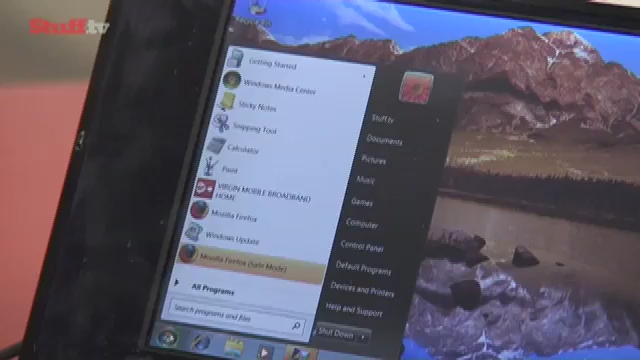 Stuff.tv
Getting Started
Windows Media Center
Sticky Notes
Snipping Tool
Calculator
Paint
VIRGIN MOBILE BROADBAND
HOME
Mozilla Firefox
Windows Update
Mozilla Firefox (Safe Mode)
All Programs
Search programs and files
Stuff.tv
Documents
Pictures
Music
Games
Computer
Control Panel
Default Programs
Devices and Printers
Help and Support
Shut Down